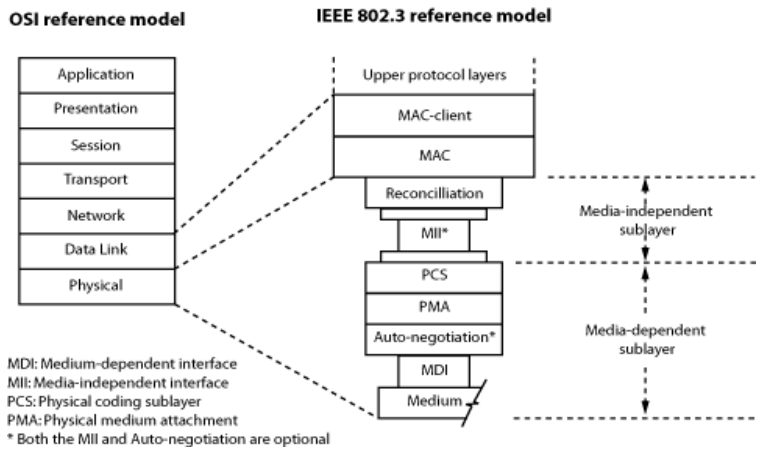 OSI reference model
IEEE 802.3 reference model
Application
Presentation
Session
Transport
Network
Data Link
Physical
Upper protocol layers
MAC-client
MAC
Reconcilliation
MII*
PCS
PMA
Auto-negotiation*
MDI
Medium
Media-independent
sublayer
Media-dependent
sublayer
MDI: Medium-dependent interface
MII: Media-independent interface
PCS: Physical coding sublayer
PMA: Physical medium attachment
* Both the MII and Auto-negotiation are optional